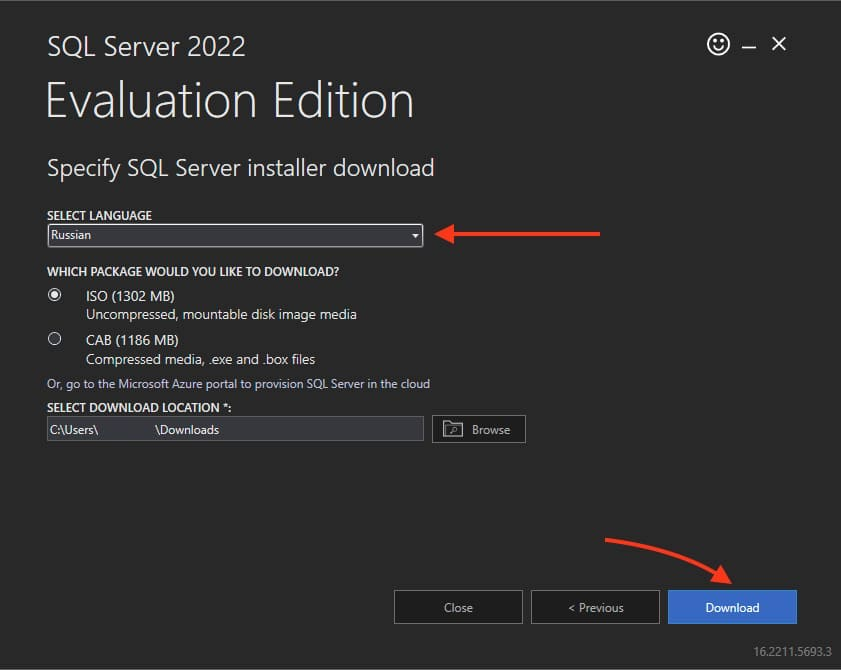 SQL Server 2022
Evaluation Edition
Specify SQL Server installer download
SELECT LANGUAGE
Russian
WHICH PACKAGE WOULD YOU LIKE TO DOWNLOAD?
ISO (1302 MB)
Uncompressed, mountable disk image media
CAB (1186 MB)
Compressed media, .exe and .box files
Or, go to the Microsoft Azure portal to provision SQL Server in the cloud
SELECT DOWNLOAD LOCATION *:
C:\Users\ \Downloads
Browse
Close
< Previous
Download
16.2211.5693.3